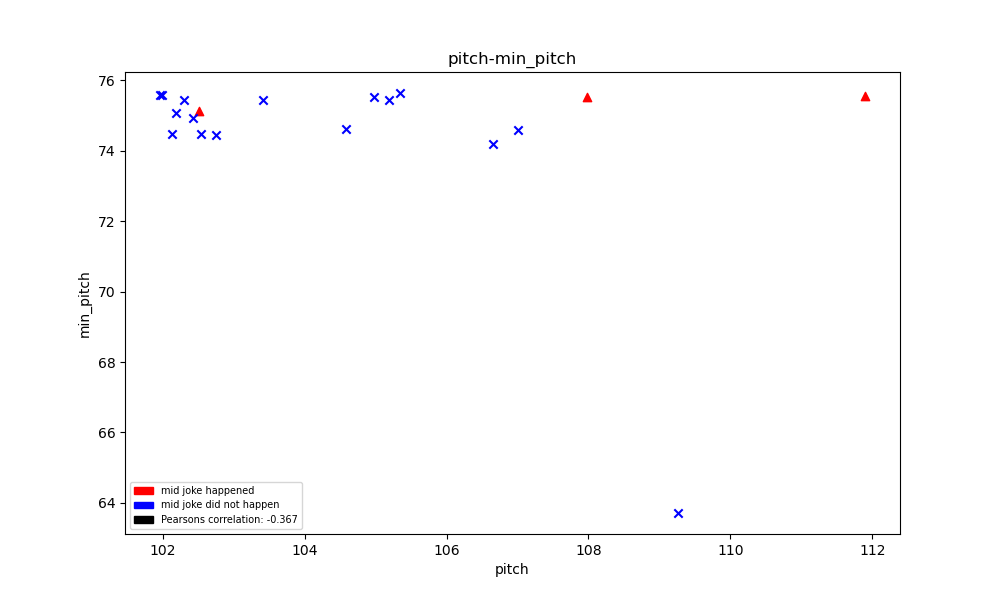 pitch-min_pitch
76
74
72
70
68
66
64
min_pitch
mid joke happened
mid joke did not happen
Pearsons correlation: -0.367
102 104 106 108 110 112
pitch